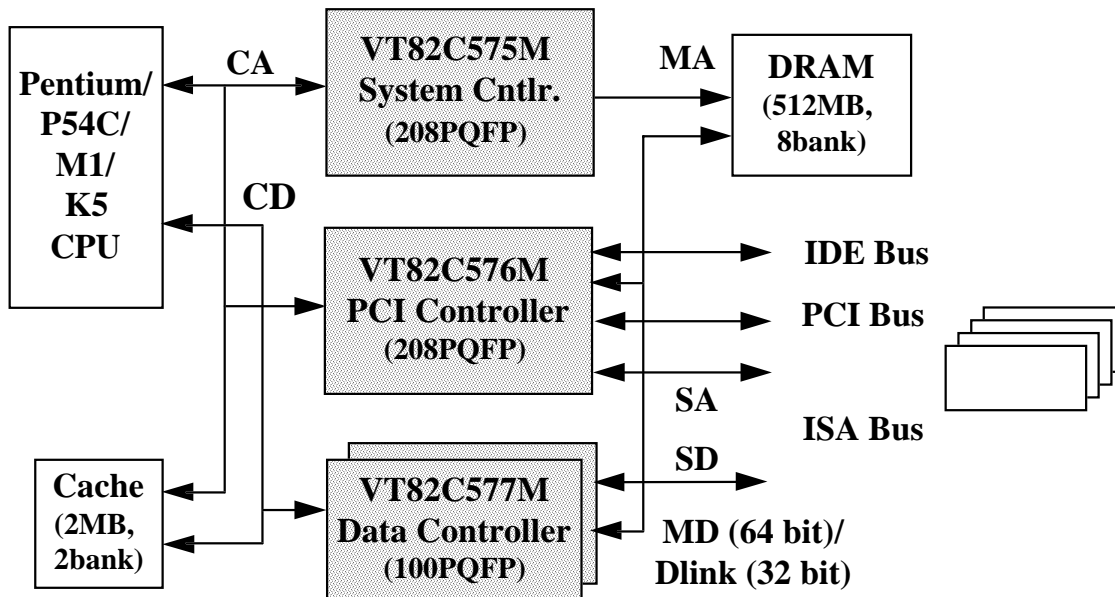 Pentium/
P54C/
M1/
K5
CPU
CA
VT82C575M
System Cntlr.
(208PQFP)
MA
DRAM
(512MB,
8bank)
CD
VT82C576M
PCI Controller
(208PQFP)
IDE Bus
PCI Bus
SA
ISA Bus
SD
Cache
(2MB,
2bank)
VT82C577M
Data Controller
(100PQFP)
MD (64 bit)/
Dlink (32 bit)